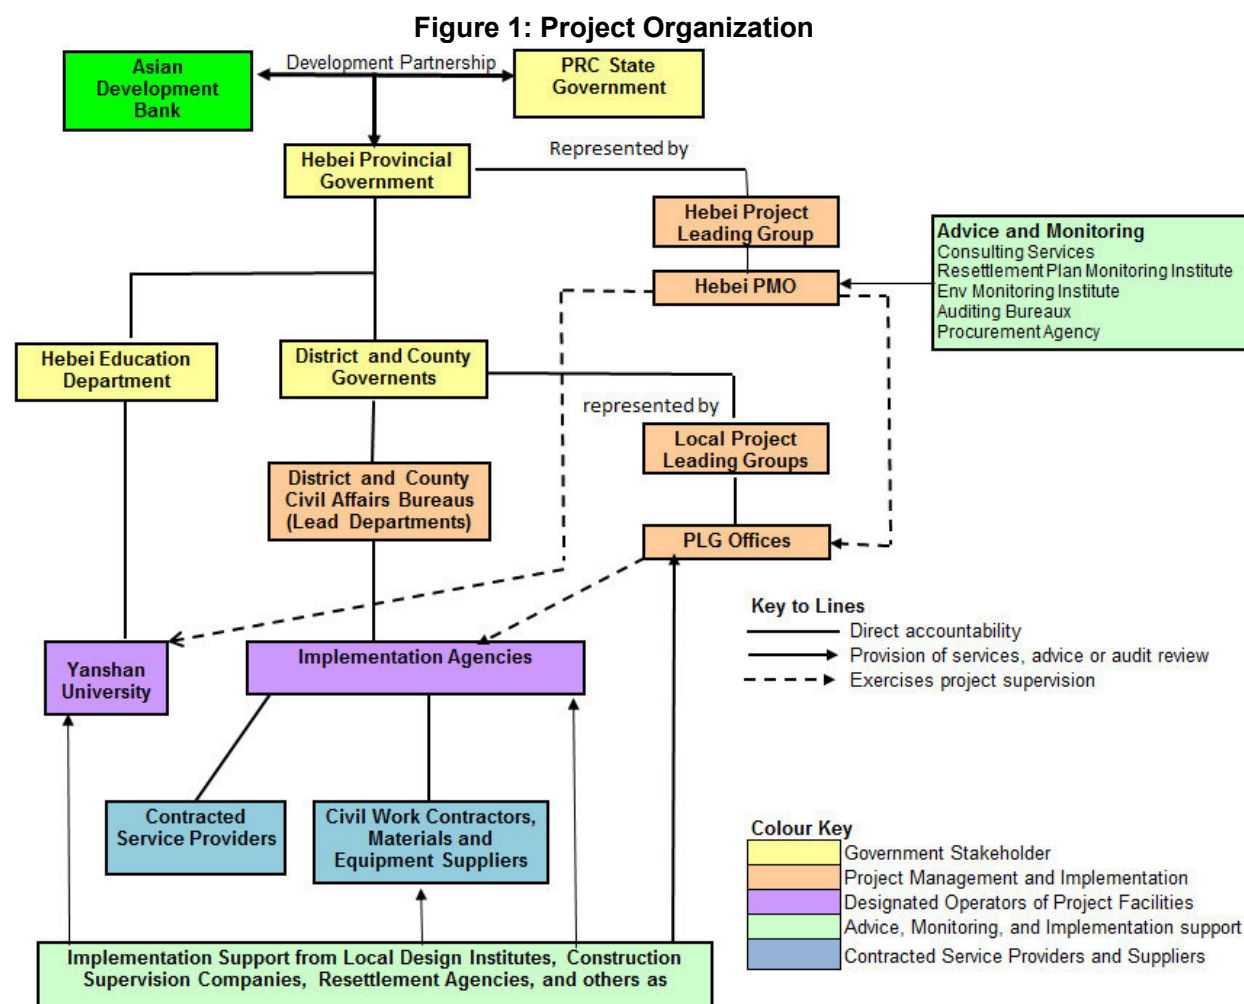 Figure 1: Project Organization
Asian
Development
Bank
Development Partnership
PRC State
Government
Hebei Provincial
Government
Represented by
Hebei Project
Leading Group
Hebei PMO
Advice and Monitoring
Consulting Services
Resettlement Plan Monitoring Institute
Env Monitoring Institute
Auditing Bureaux
Procurement Agency
Hebei Education
Department
District and County
Governents
represented by
Local Project
Leading Groups
District and County
Civil Affairs Bureaus
(Lead Departments)
PLG Offices
Key to Lines
Direct accountability
Provision of services, advice or audit review
Exercises project supervision
Yanshan
University
Implementation Agencies
Contracted
Service Providers
Civil Work Contractors,
Materials and
Equipment Suppliers
Colour Key
Government Stakeholder
Project Management and Implementation
Designated Operators of Project Facilities
Advice, Monitoring, and Implementation support
Contracted Service Providers and Suppliers
Implementation Support from Local Design Institutes, Construction
Supervision Companies, Resettlement Agencies, and others as